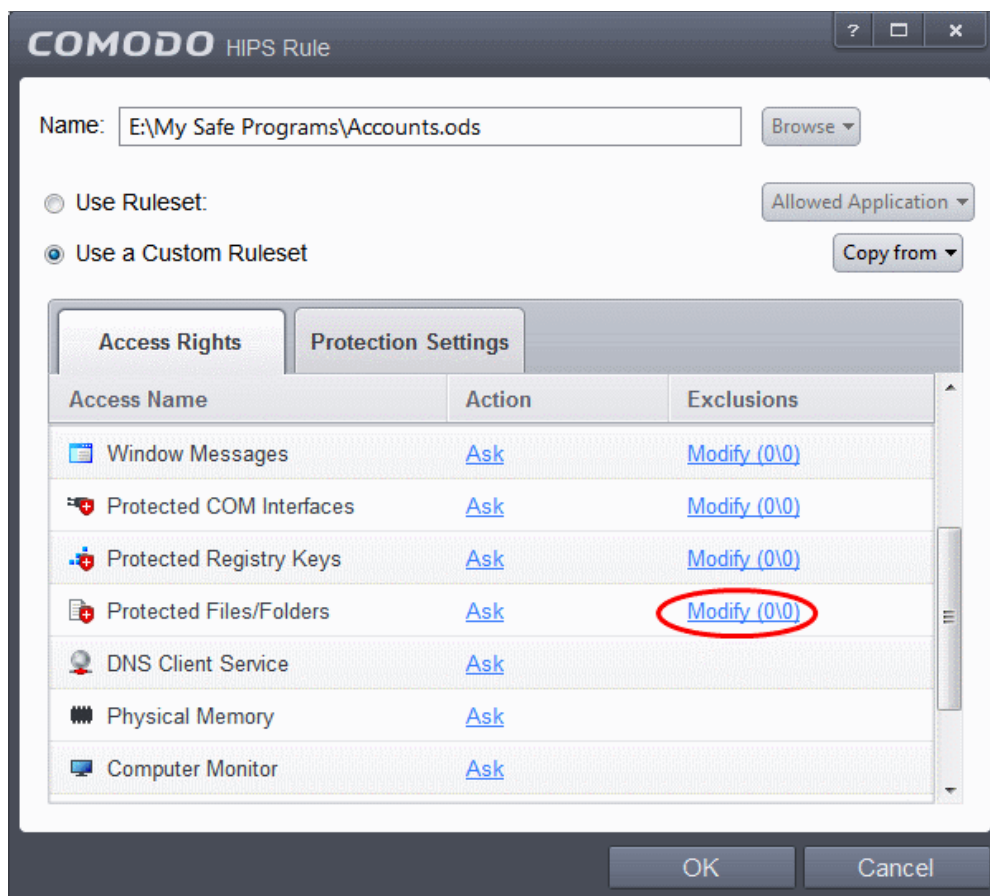 COMODO HIPS Rule
? x
Name: E:\My Safe Programs\Accounts.ods Browse
Use Ruleset: Allowed Application
Use a Custom Ruleset Copy from
Access Rights Protection Settings
Access Name Action Exclusions
Window Messages Ask Modify (0\0)
Protected COM Interfaces Ask Modify (0\0)
Protected Registry Keys Ask Modify (0\0)
Protected Files/Folders Ask Modify (0\0)
DNS Client Service Ask
Physical Memory Ask
Computer Monitor Ask
OK Cancel